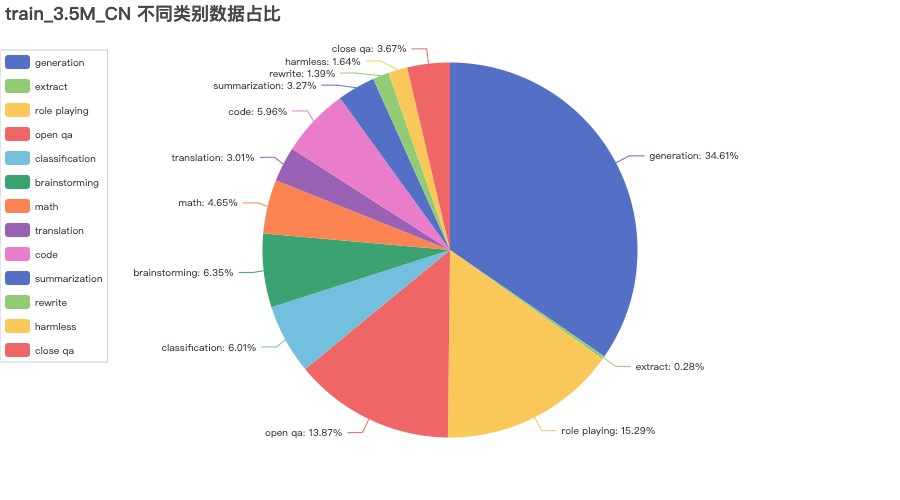 train_3.5M_CN 不同类别数据占比
generation
extract
role playing
open qa
classification
brainstorming
math
translation
code
summarization
rewrite
harmless
close qa
close qa: 3.67%
harmless: 1.64%
rewrite: 1.39%
summarization: 3.27%
code: 5.96%
translation: 3.01%
math: 4.65%
brainstorming: 6.35%
classification: 6.01%
open qa: 13.87%
generation: 34.61%
extract: 0.28%
role playing: 15.29%